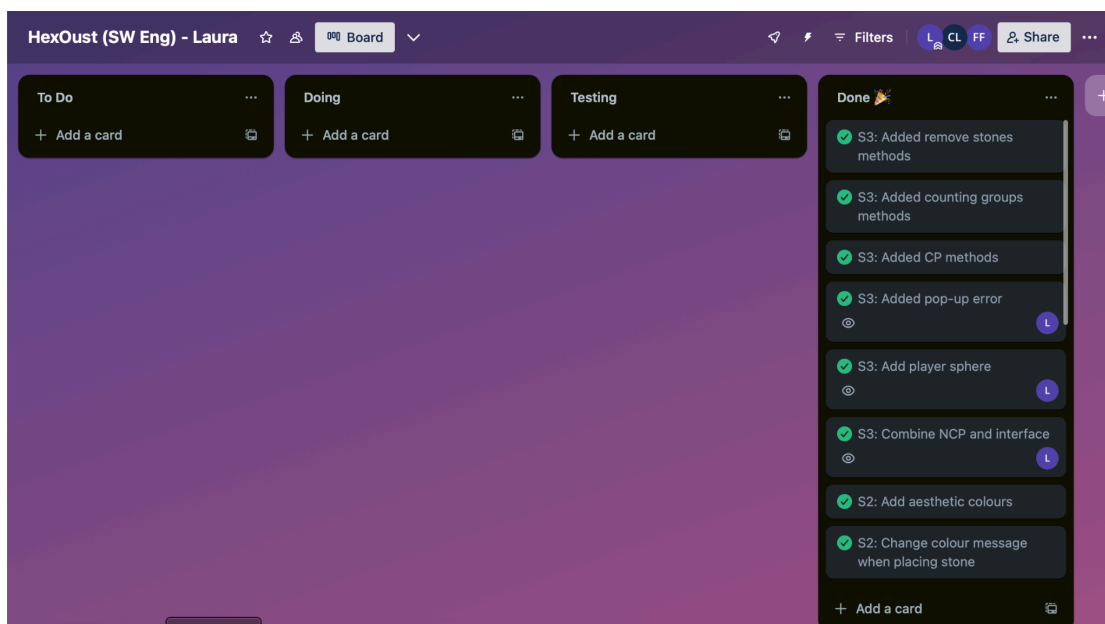 HexOust (SW Eng) - Laura
Board
Filters
L
CL
FF
Share
To Do
Add a card
Doing
Add a card
Testing
Add a card
Done 🎉
S3: Added remove stones
methods
S3: Added counting groups
methods
S3: Added CP methods
S3: Added pop-up error
L
S3: Add player sphere
L
S3: Combine NCP and interface
L
S2: Add aesthetic colours
S2: Change colour message
when placing stone
Add a card